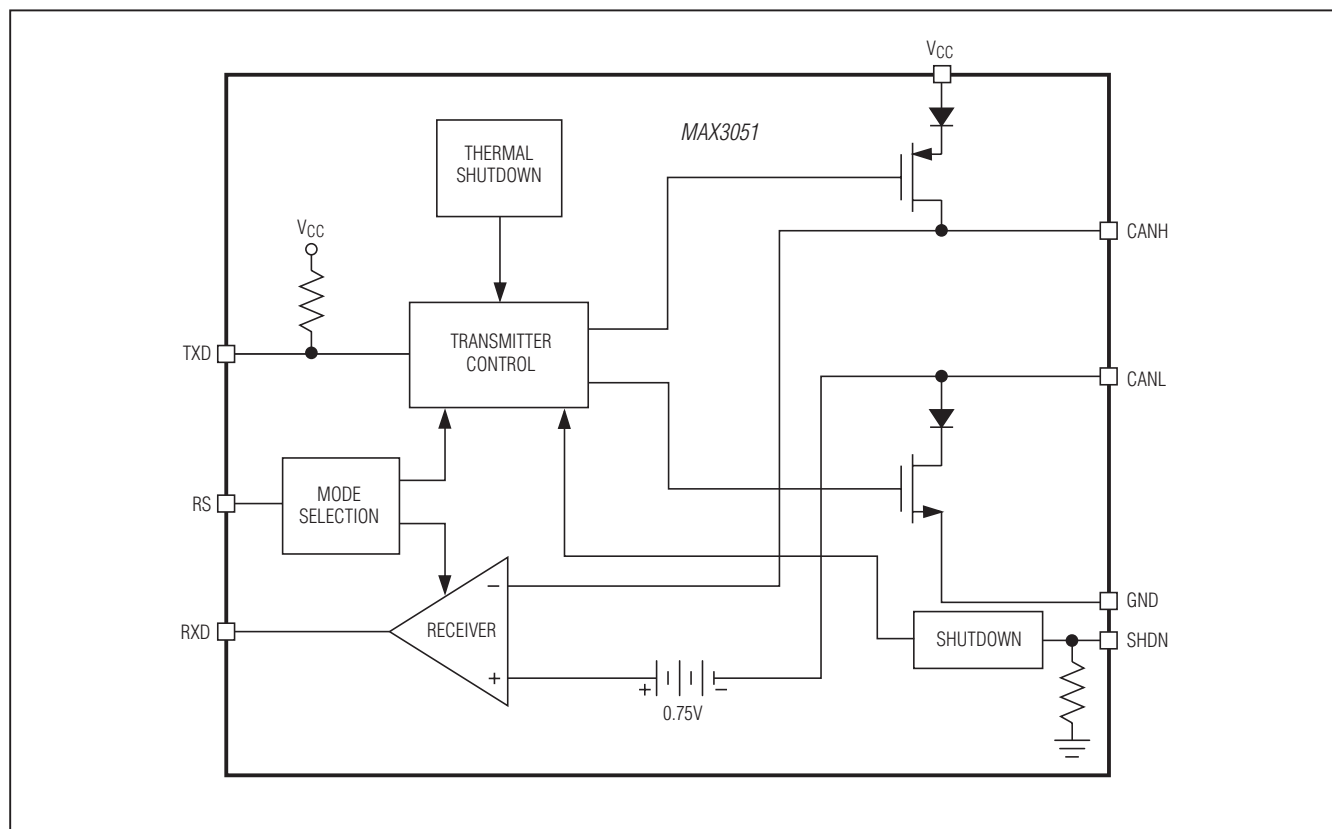 VCC
MAX3051
THERMAL
SHUTDOWN
VCC
CANH
TXD
TRANSMITTER
CONTROL
CANL
RS
MODE
SELECTION
−
GND
RXD
RECEIVER
SHUTDOWN
SHDN
+
+
−
0.75V